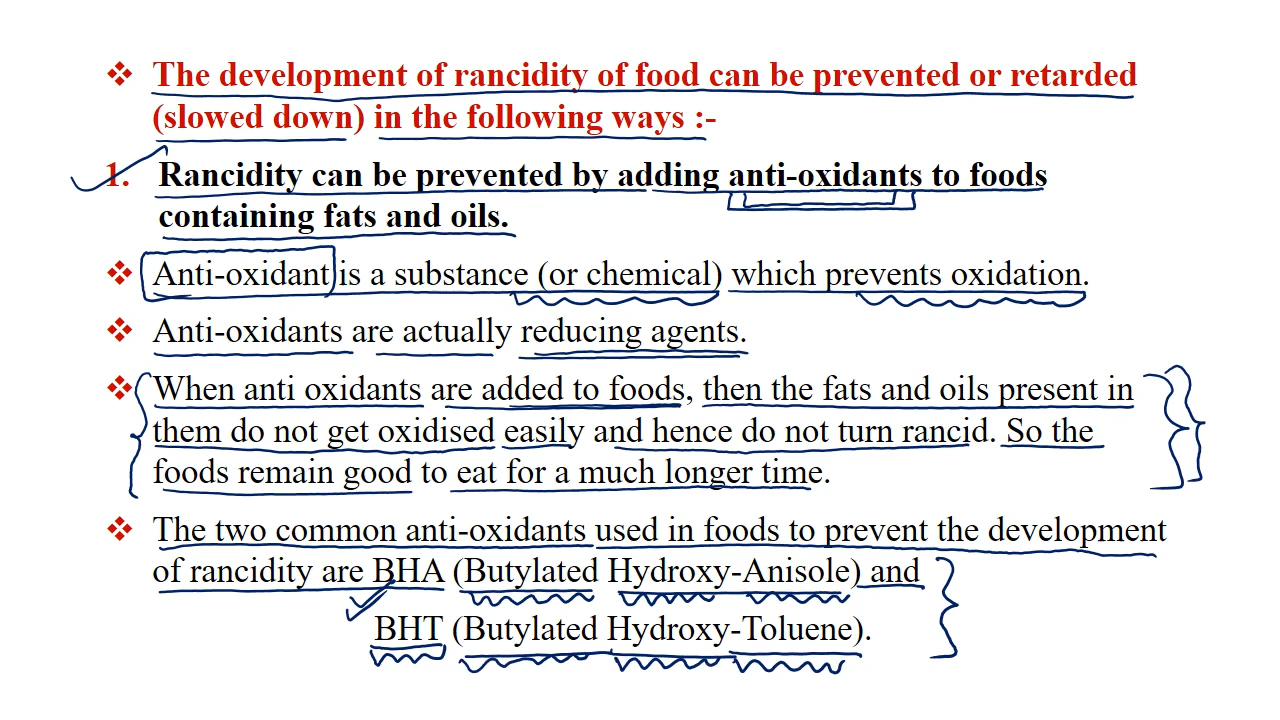 ❖ The development of rancidity of food can be prevented or retarded
(slowed down) in the following ways :-
1. Rancidity can be prevented by adding anti-oxidants to foods
containing fats and oils.
❖ Anti-oxidant is a substance (or chemical) which prevents oxidation.
❖ Anti-oxidants are actually reducing agents.
❖ When anti oxidants are added to foods, then the fats and oils present in
them do not get oxidised easily and hence do not turn rancid. So the
foods remain good to eat for a much longer time.
❖ The two common anti-oxidants used in foods to prevent the development
of rancidity are BHA (Butylated Hydroxy-Anisole) and
BHT (Butylated Hydroxy-Toluene).